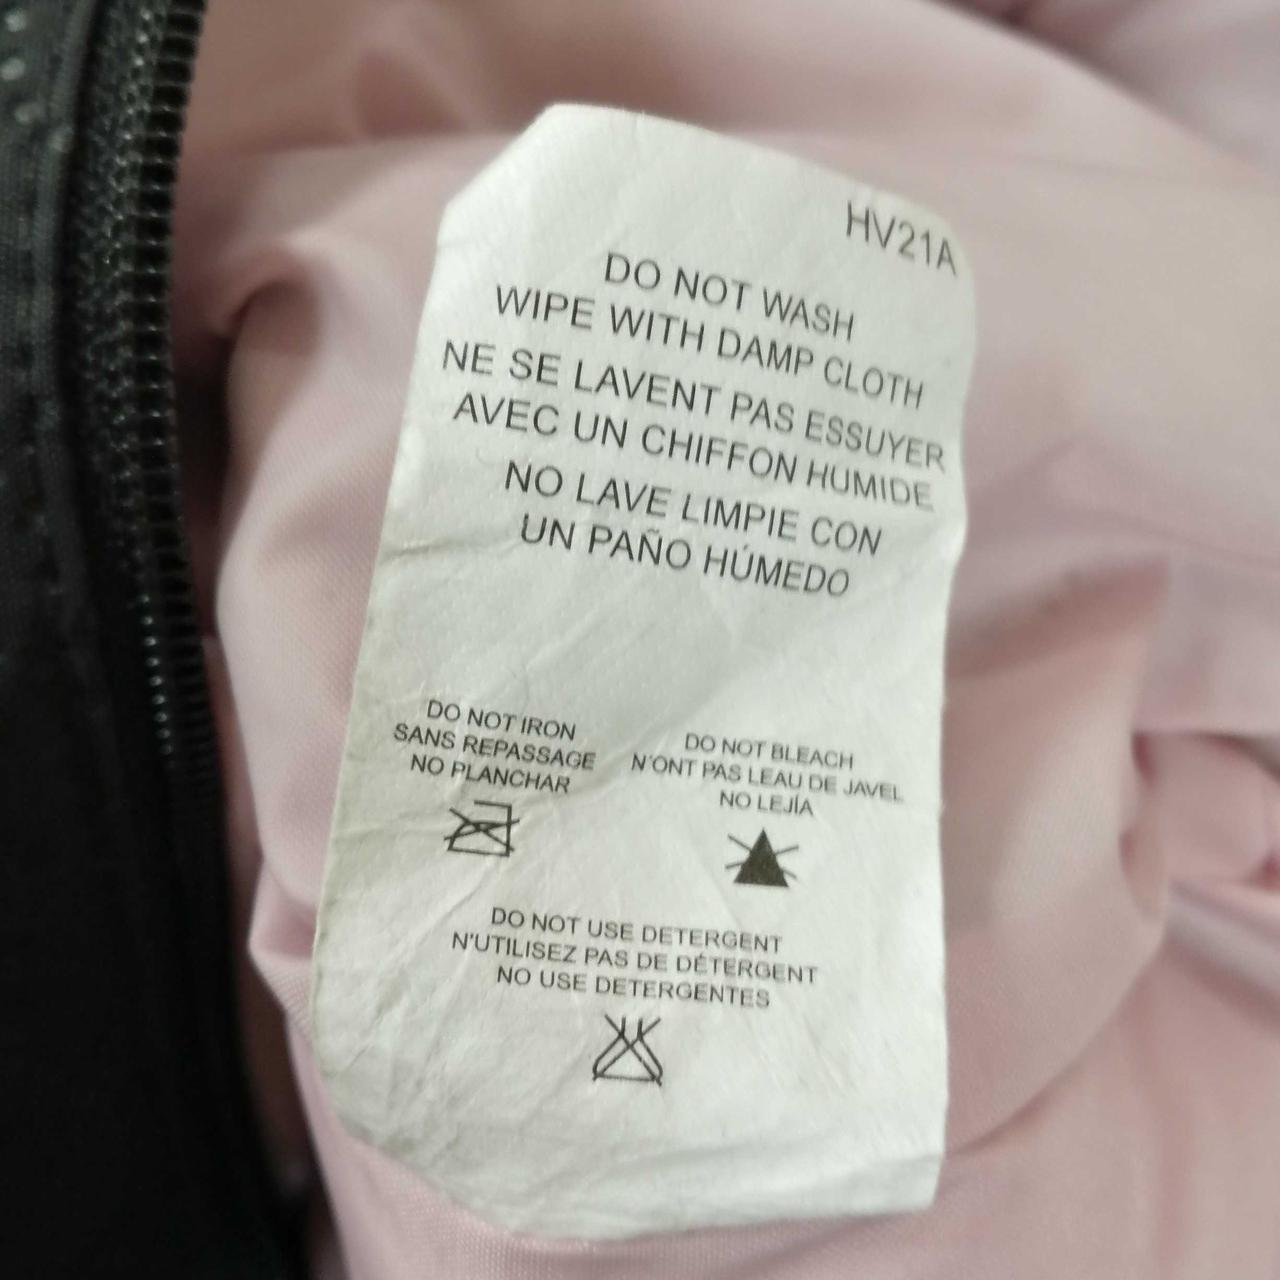 HV21A
DO NOT WASH
WIPE WITH DAMP CLOTH
NE SE LAVENT PAS ESSUYER
AVEC UN CHIFFON HUMIDE
NO LAVE LIMPIE CON
UN PAÑO HÚMEDO
DO NOT IRON
SANS REPASSAGE
NO PLANCHAR
DO NOT BLEACH
N'ONT PAS LEAU DE JAVEL
NO LEJÍA
DO NOT USE DETERGENT
N'UTILISEZ PAS DE DÉTERGENT
NO USE DETERGENTES